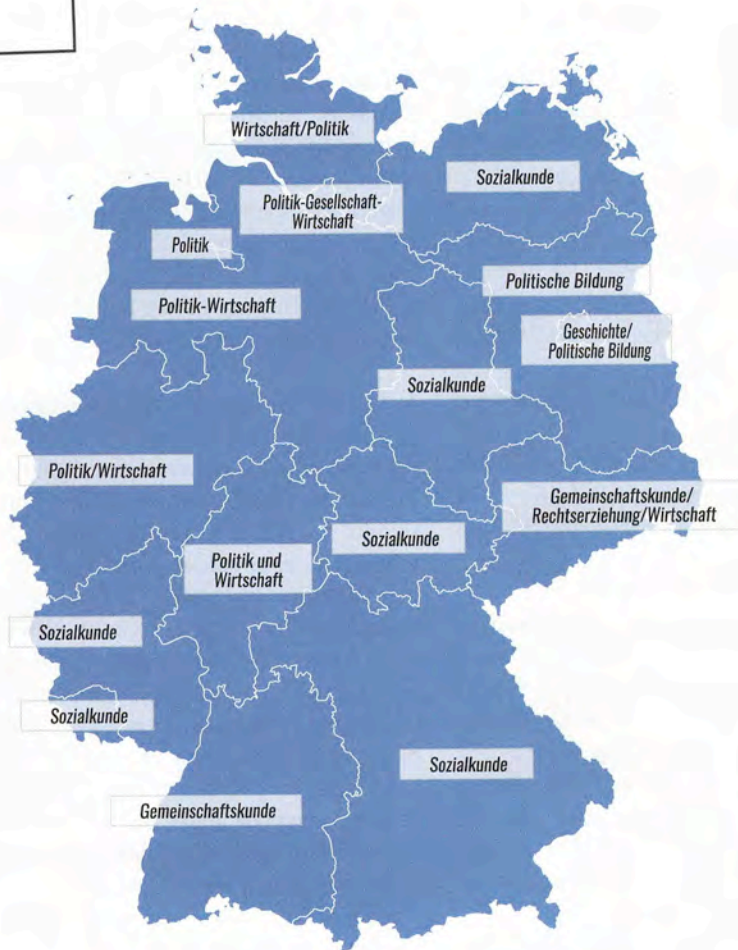 Wirtschaft/Politik
Sozialkunde
Politik-Gesellschaft-
Wirtschaft
Politik
Politische Bildung
Politik-Wirtschaft
Geschichte/
Politische Bildung
Sozialkunde
Politik/Wirtschaft
Gemeinschaftskunde/
Rechtserziehung/Wirtschaft
Sozialkunde
Politik und
Wirtschaft
Sozialkunde
Sozialkunde
Sozialkunde
Gemeinschaftskunde